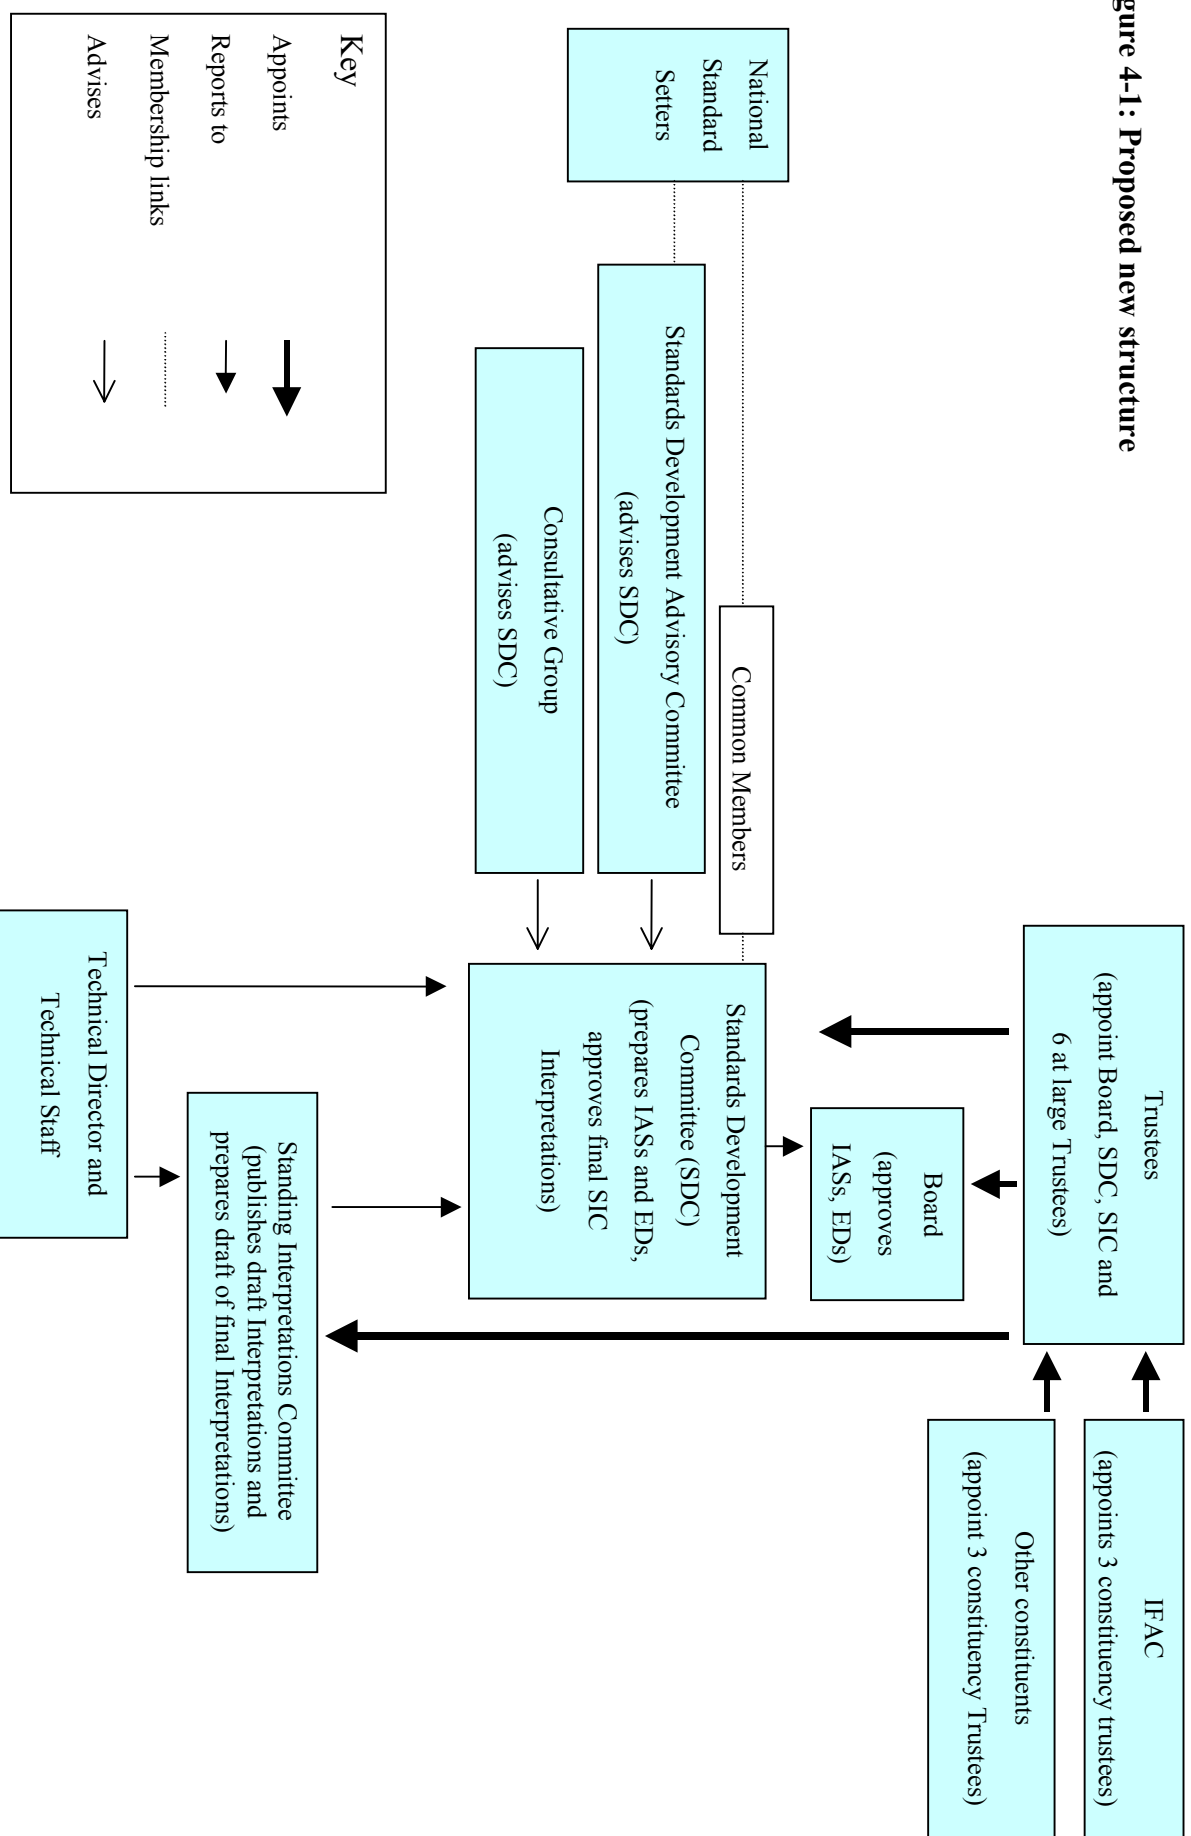 gure 4-1: Proposed new structure
IFAC
(appoints 3 constituency trustees)
Other constituents
(appoint 3 constituency Trustees)
Trustees
(appoint Board, SDC, SIC and
6 at large Trustees)
Board
(approves
IASs, EDs)
National
Standard
Setters
Common Members
Standards Development Advisory Committee
(advises SDC)
Consultative Group
(advises SDC)
Standards Development
Committee (SDC)
(prepares IASs and EDs,
approves final SIC
Interpretations)
Standing Interpretations Committee
(publishes draft Interpretations and
prepares draft of final Interpretations)
Technical Director and
Technical Staff
Key
Appoints
Reports to
Membership links
Advises